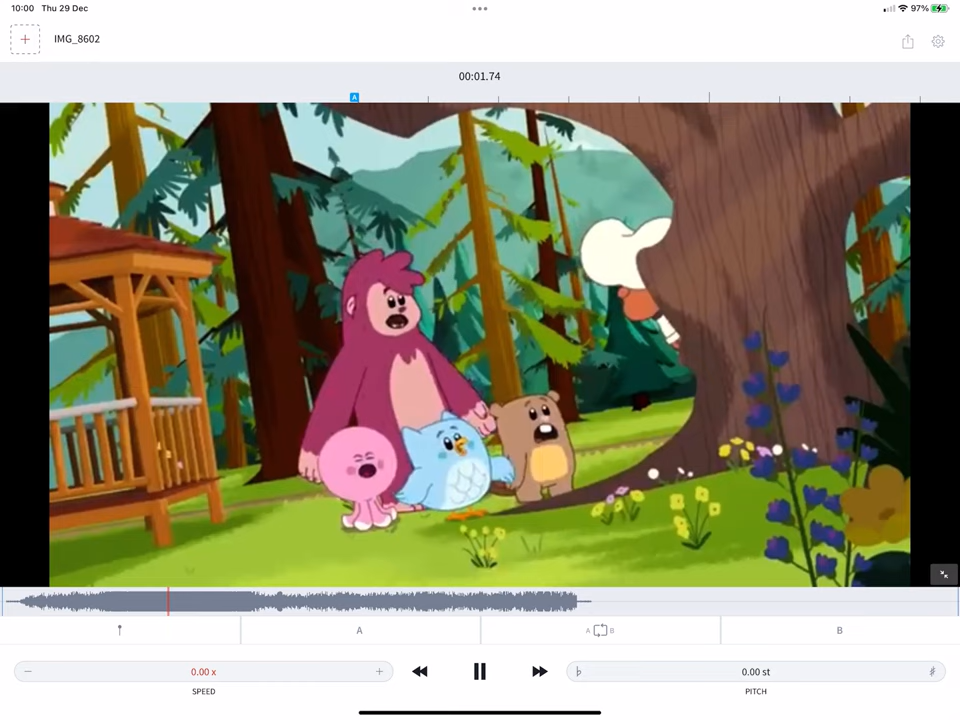 10:00 Thu 29 Dec
97%
IMG_8602
00:01.74
A
A
A B
B
0.00 x
0.00 st
SPEED
PITCH